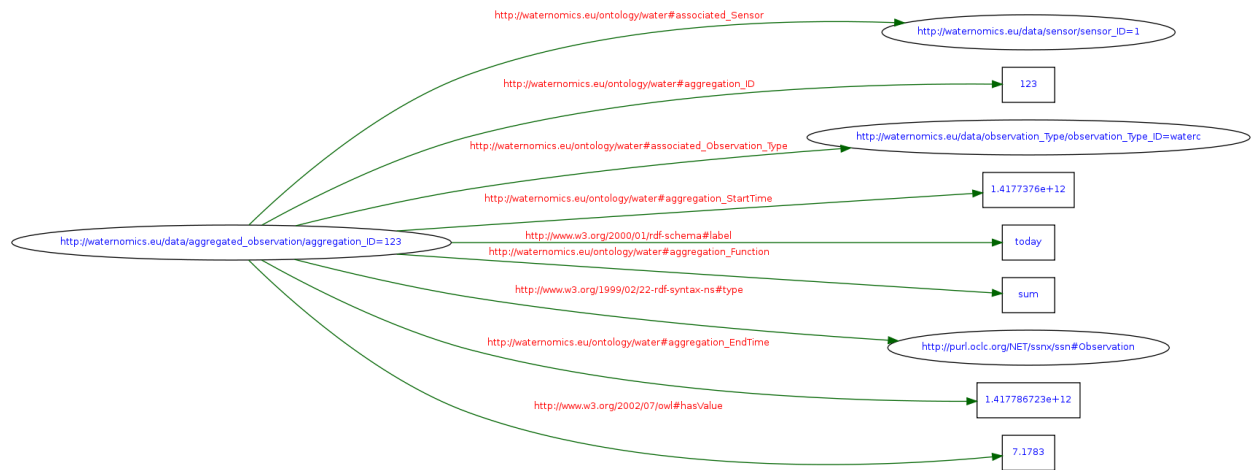 http://waternomics.eu/ontology/water#associated_Sensor
http://waternomics.eu/data/sensor/sensor_ID=1
http://waternomics.eu/ontology/water#aggregation_ID
123
http://waternomics.eu/ontology/water#associated_Observation_Type
http://waternomics.eu/data/observation_Type/observation_Type_ID=waterc
http://waternomics.eu/ontology/water#aggregation_StartTime
1.4177376e+12
http://waternomics.eu/data/aggregated_observation/aggregation_ID=123
http://www.w3.org/2000/01/rdf-schema#label
today
http://waternomics.eu/ontology/water#aggregation_Function
sum
http://www.w3.org/1999/02/22-rdf-syntax-ns#type
http://purl.oclc.org/NET/ssnx/ssn#Observation
http://waternomics.eu/ontology/water#aggregation_EndTime
1.417786723e+12
http://www.w3.org/2002/07/owl#hasValue
7.1783